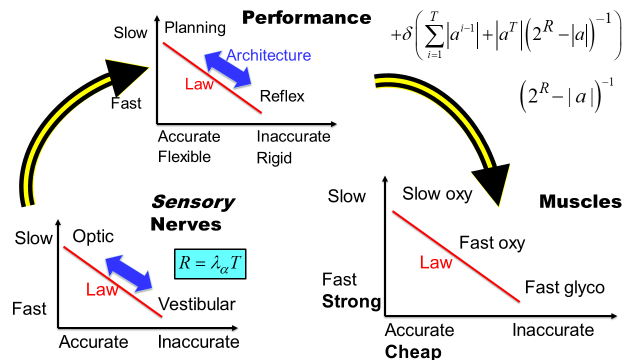 Performance
Slow
Planning
Architecture
Law
Reflex
Fast
Accurate Inaccurate
Flexible Rigid
+δ(∑_{i=1}^{T}|a^{i-1}|+|a^T|(2^R-|a|)^{-1})
(2^R-|a|)^{-1}
Sensory
Nerves
Slow
Optic
R = λ_α T
Law
Vestibular
Fast
Accurate Inaccurate
Muscles
Slow
Slow oxy
Fast oxy
Law
Fast
Strong
Fast glyco
Accurate Inaccurate
Cheap